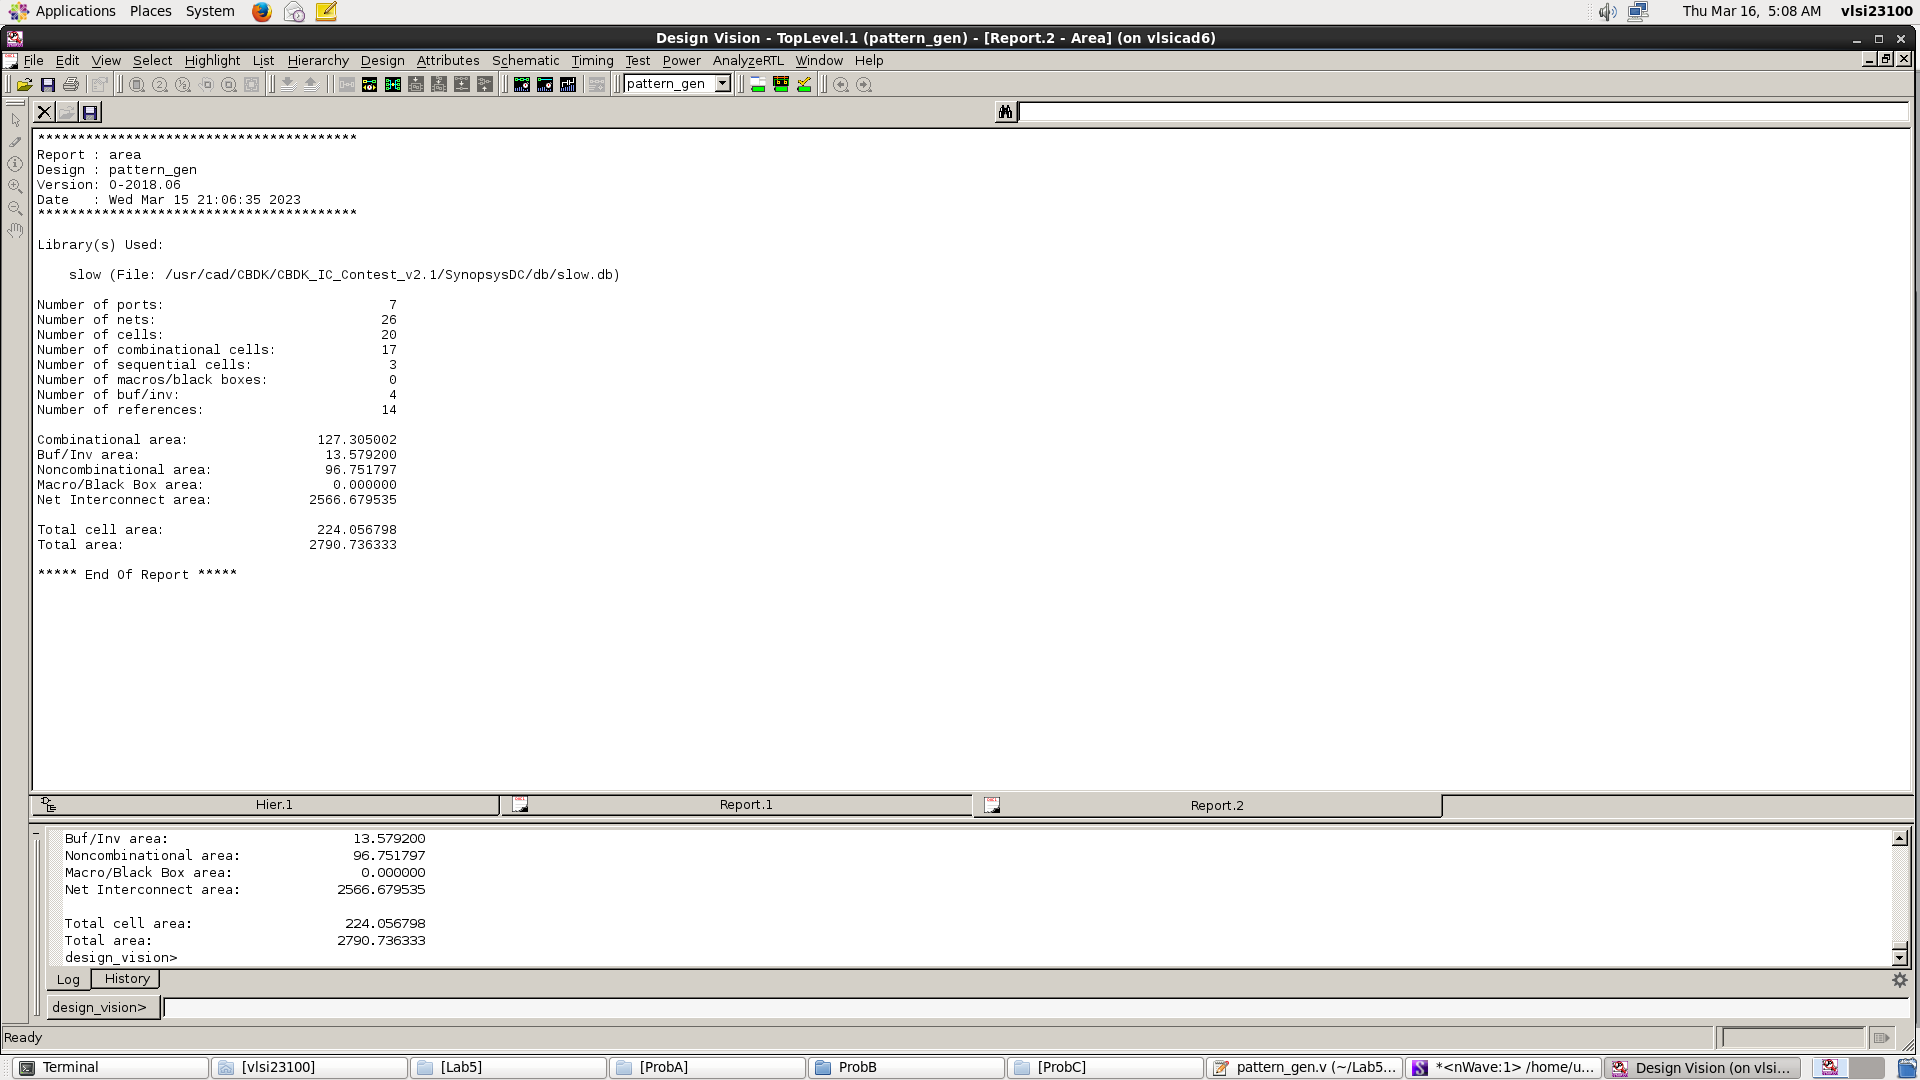 Applications Places System Thu Mar 16, 5:08 AM vlsi23100
Design Vision - TopLevel.1 (pattern_gen) - [Report.2 - Area] (on vlsicad6)
File Edit View Select Highlight List Hierarchy Design Attributes Schematic Timing Test Power AnalyzeRTL Window Help
pattern_gen
****************************************
Report : area
Design : pattern_gen
Version: O-2018.06
Date   : Wed Mar 15 21:06:35 2023
****************************************
Library(s) Used:
slow (File: /usr/cad/CBDK/CBDK_IC_Contest_v2.1/SynopsysDC/db/slow.db)
Number of ports: 7
Number of nets: 26
Number of cells: 20
Number of combinational cells: 17
Number of sequential cells: 3
Number of macros/black boxes: 0
Number of buf/inv: 4
Number of references: 14
Combinational area: 127.305002
Buf/Inv area: 13.579200
Noncombinational area: 96.751797
Macro/Black Box area: 0.000000
Net Interconnect area: 2566.679535
Total cell area: 224.056798
Total area: 2790.736333
***** End Of Report *****
Hier.1 Report.1 Report.2
Buf/Inv area: 13.579200
Noncombinational area: 96.751797
Macro/Black Box area: 0.000000
Net Interconnect area: 2566.679535
Total cell area: 224.056798
Total area: 2790.736333
design_vision>
Log History
design_vision>
Ready
Terminal [vlsi23100] [Lab5] [ProbA] ProbB [ProbC] pattern_gen.v (~/Lab5... *<nWave:1> /home/u... Design Vision (on vlsi...